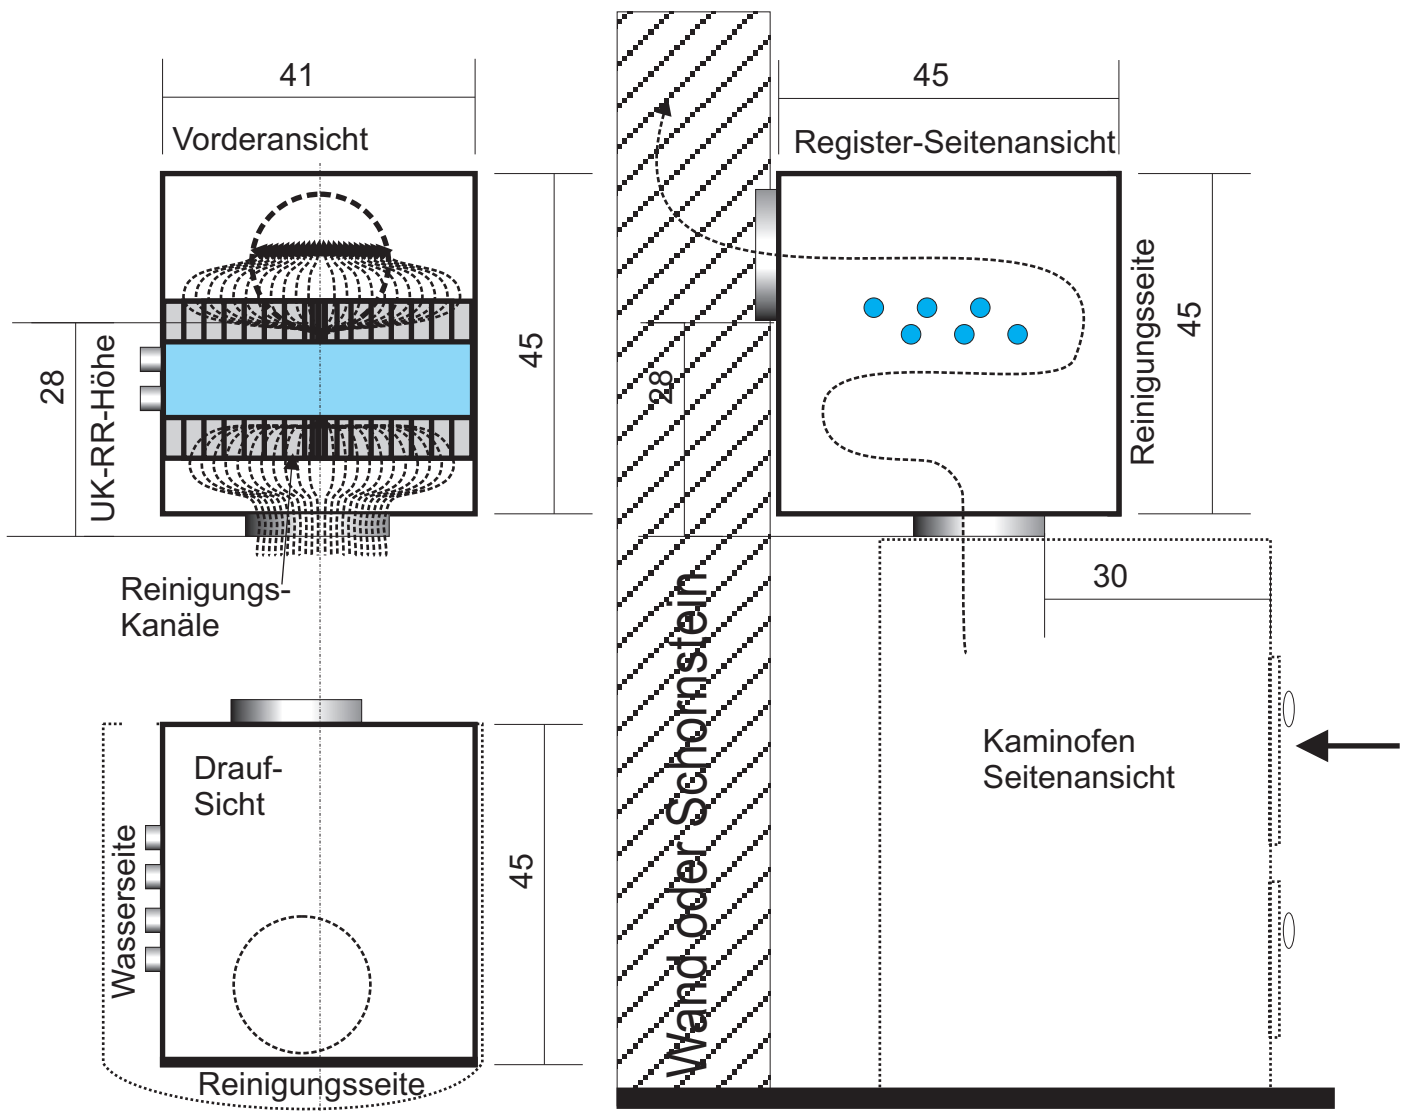 41
Vorderansicht
45
28
UK-RR-Höhe
Reinigungs-
Kanäle
Drauf-
Sicht
Wasserseite
45
Reinigungsseite
45
Register-Seitenansicht
Reinigungsseite
45
28
30
Kaminofen
Seitenansicht
Wand oder Schornstein